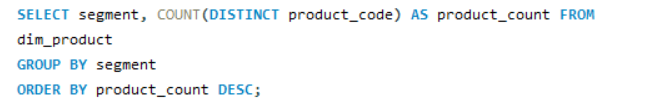 SELECT segment, COUNT(DISTINCT product_code) AS product_count FROM
dim_product
GROUP BY segment
ORDER BY product_count DESC;